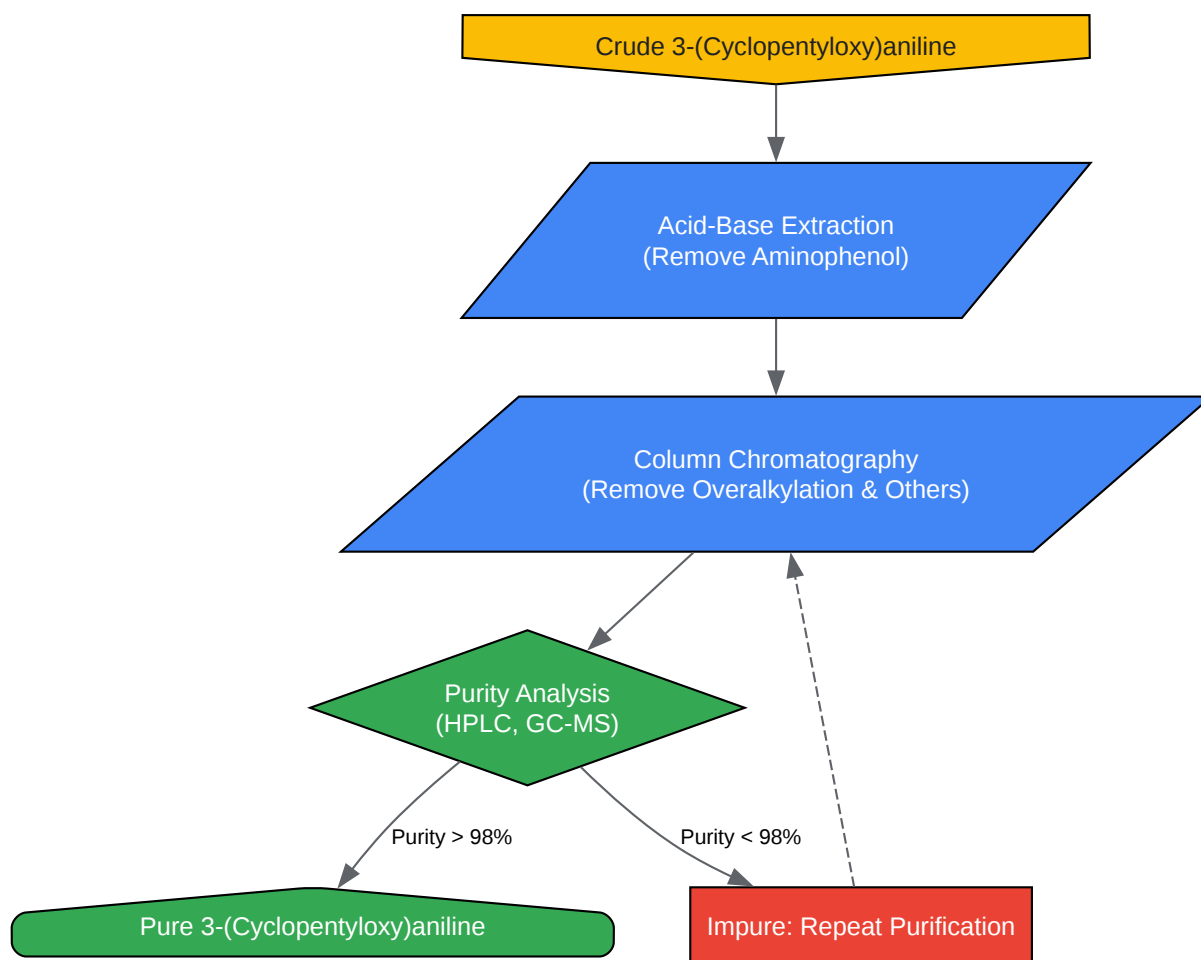 Crude 3-(Cyclopentyloxy)aniline
Acid-Base Extraction
(Remove Aminophenol)
Column Chromatography
(Remove Overalkylation & Others)
Purity Analysis
(HPLC, GC-MS)
Purity > 98%
Purity < 98%
Pure 3-(Cyclopentyloxy)aniline
Impure: Repeat Purification